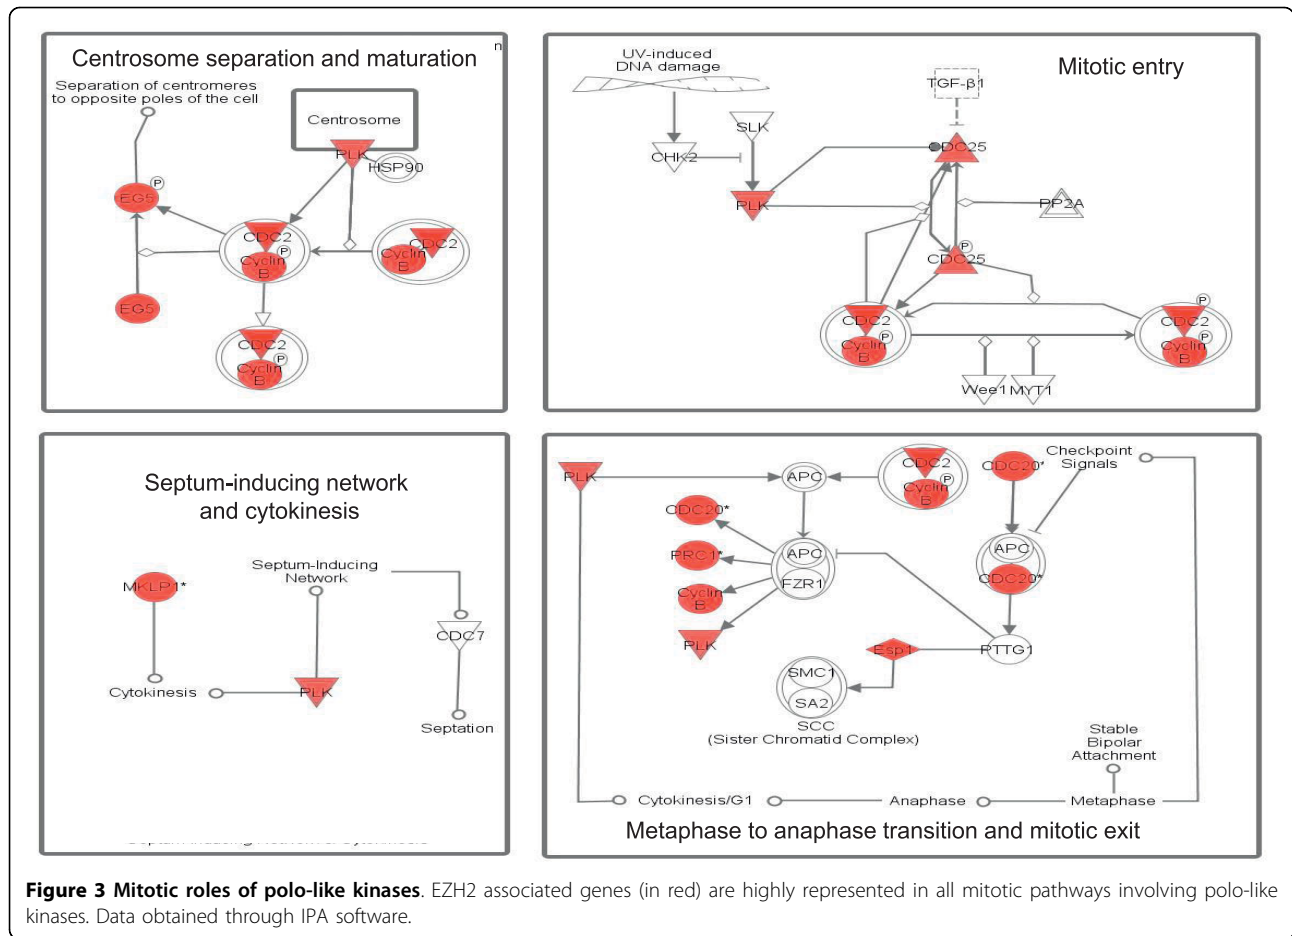 Centrosome separation and maturation
n
Separation of centromeres
to opposite poles of the cell
Centrosome
PLK
HSP90
P
EG5
CDC2
P
Cyclin
B
CDC2
Cyclin
B
EG5
CDC2
P
Cyclin
B
Mitotic entry
UV-induced
DNA damage
TGF-β1
SLK
CHK2
CDC25
PLK
PP2A
P
CDC25
CDC2
P
Cyclin
B
P
CDC2
P
Cyclin
B
Wee1
MYT1
Septum-inducing network
and cytokinesis
MKLP1*
Septum-Inducing
Network
CDC7
Cytokinesis
PLK
Septation
PLK
APC
CDC2
P
Cyclin
B
CDC20*
Checkpoint
Signals
CDC20*
PRC1*
APC
FZR1
Cyclin
B
PLK
APC
CDC20*
Esp1
PTTG1
SMC1
SA2
SCC
(Sister Chromatid Complex)
Stable
Bipolar
Attachment
Cytokinesis/G1
Anaphase
Metaphase
Metaphase to anaphase transition and mitotic exit
Figure 3 Mitotic roles of polo-like kinases. EZH2 associated genes (in red) are highly represented in all mitotic pathways involving polo-like
kinases. Data obtained through IPA software.